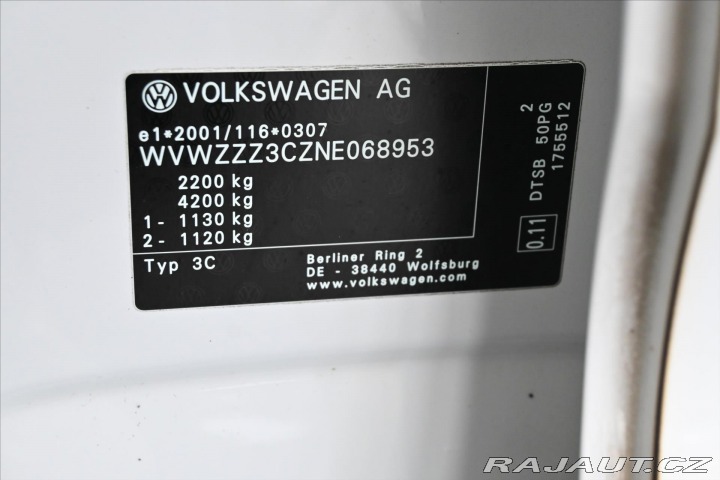 VOLKSWAGEN AG
e1*2001/116*0307
WVWZZZ3CZNE068953
2200 kg
4200 kg
1- 1130 kg
2- 1120 kg
Typ 3C
Berliner Ring 2
DE - 38440 Wolfsburg
www.volkswagen.com
0.11
DTSB 50PG 2
1755512
RAJAUT.CZ